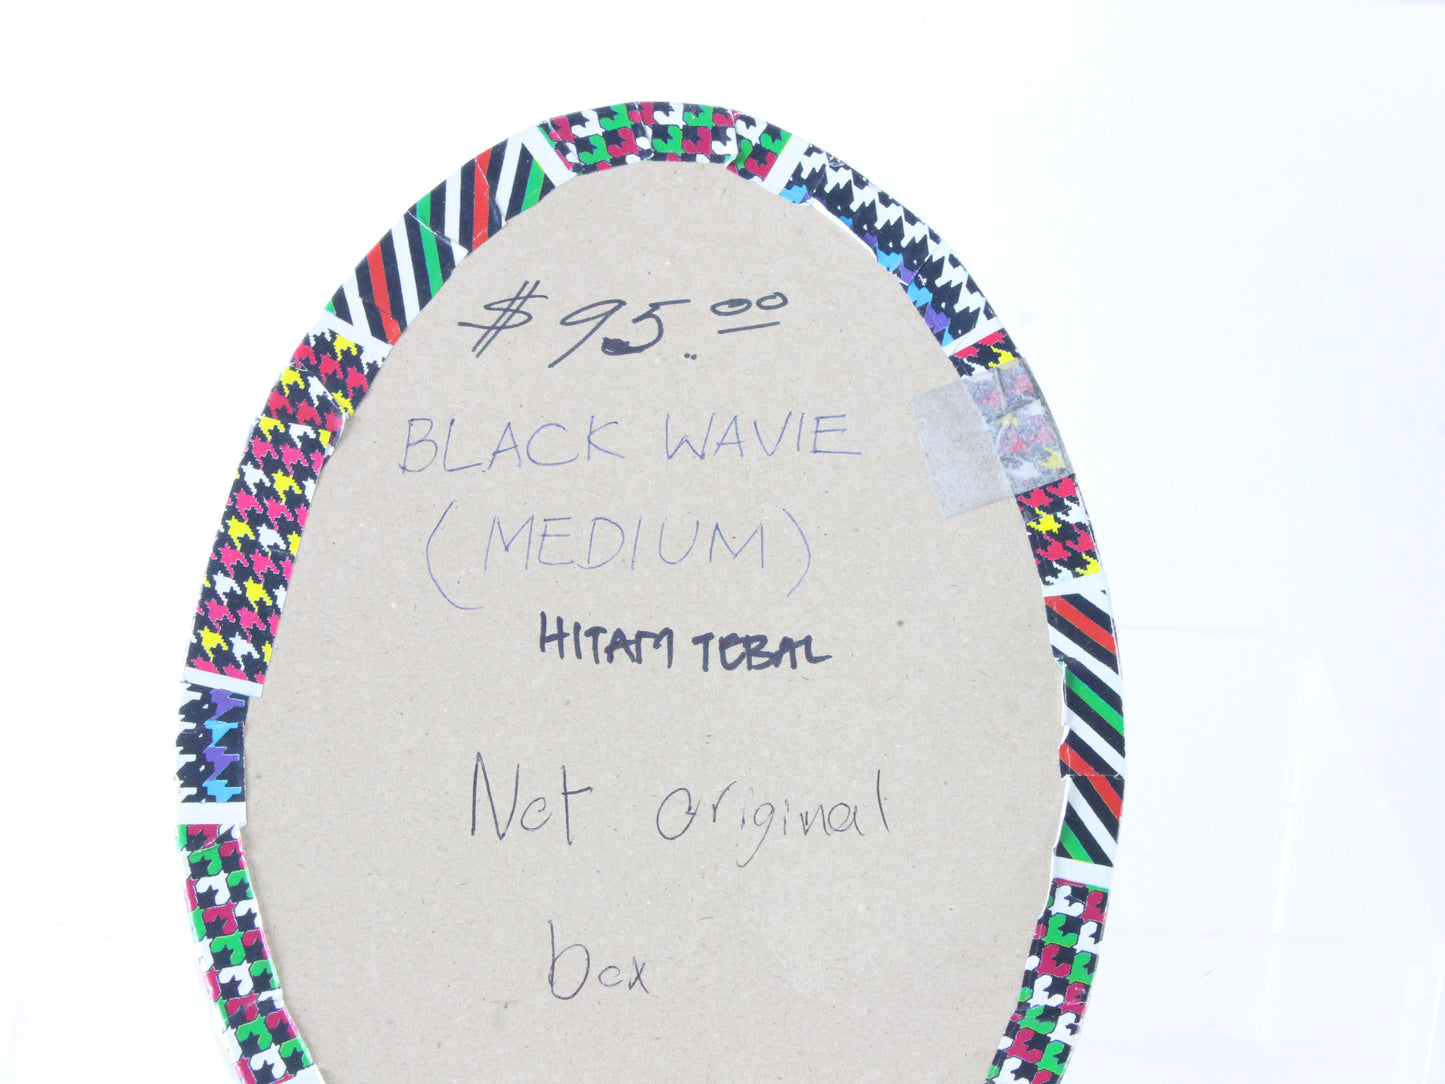 $95.00
BLACK WAVIE
(MEDIUM)
HITAM TEBAL
Not original
box